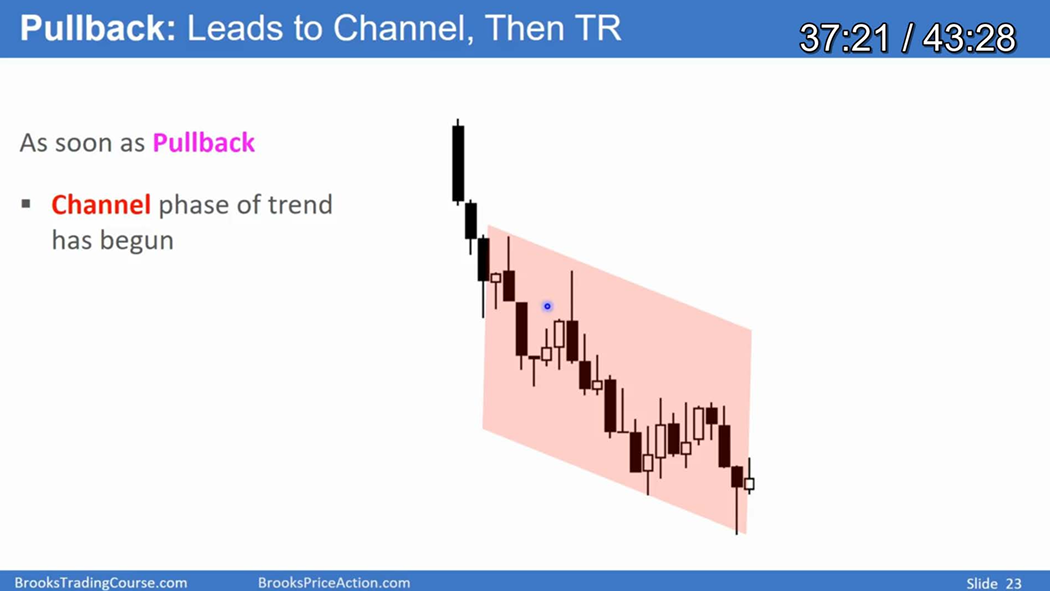 Pullback: Leads to Channel, Then TR
37:21 / 43:28
As soon as Pullback
▪ Channel phase of trend
has begun
BrooksTradingCourse.com
BrooksPriceAction.com
Slide 23